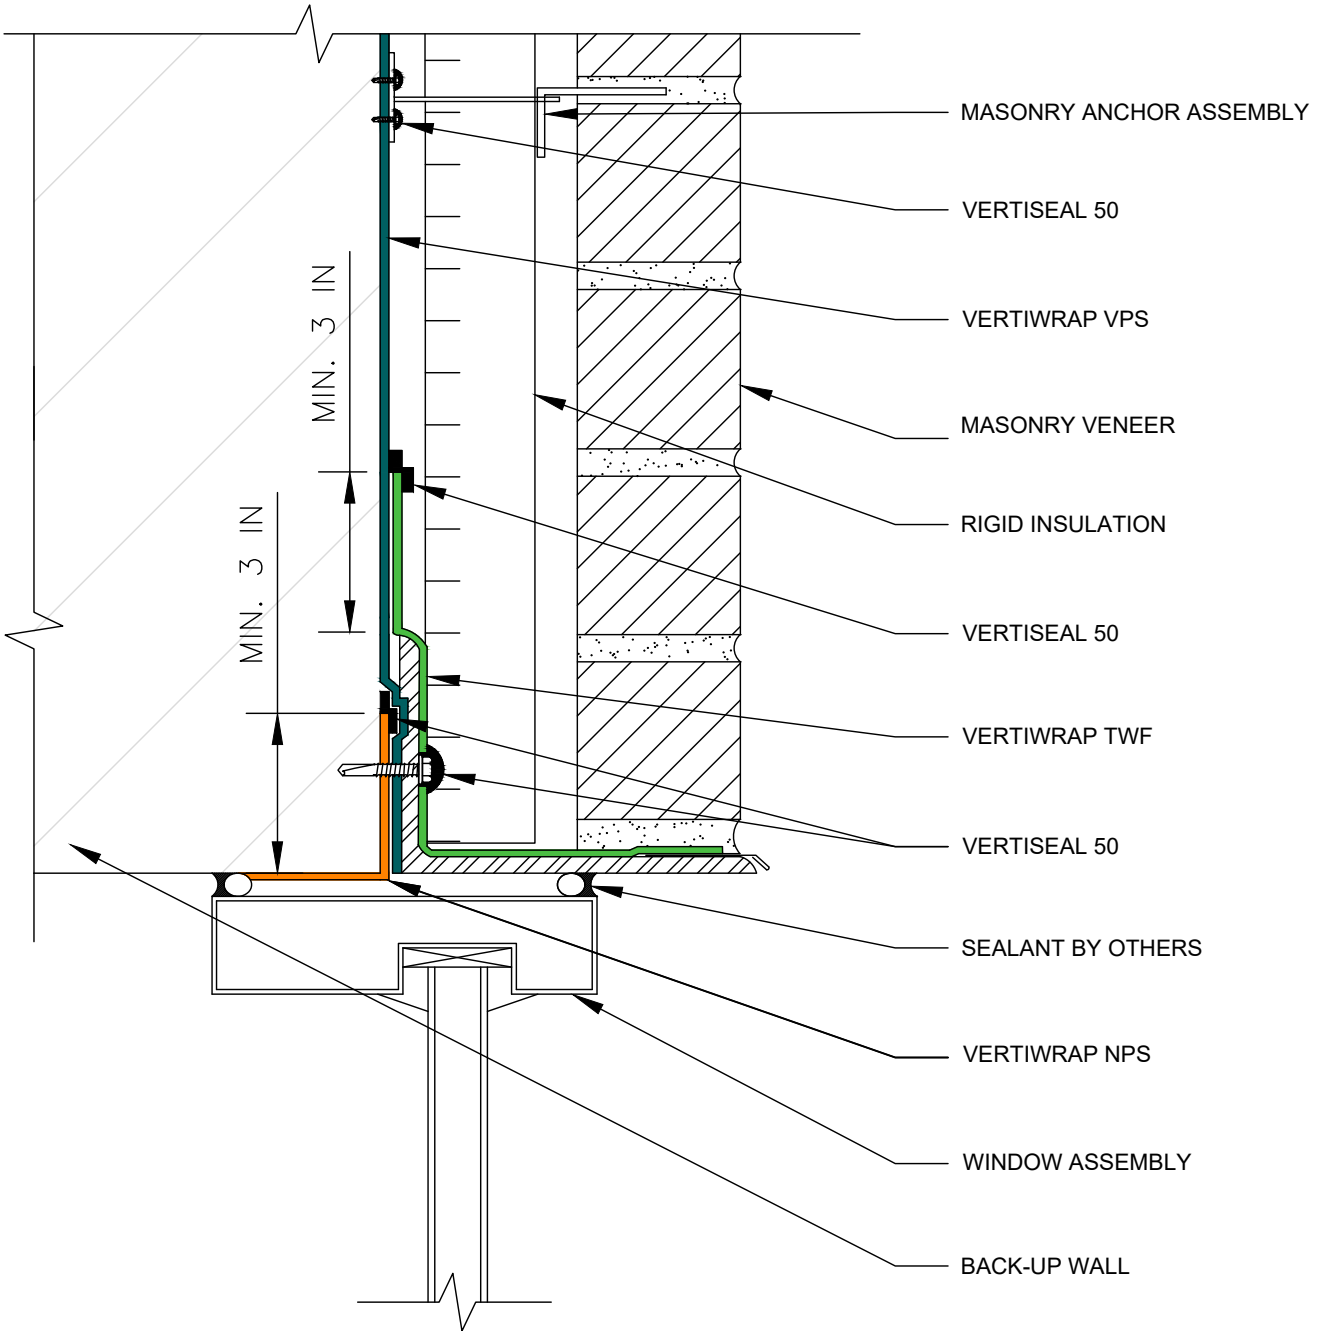 MASONRY ANCHOR ASSEMBLY
VERTISEAL 50
MIN. 3 IN
VERTIWRAP VPS
MASONRY VENEER
RIGID INSULATION
MIN. 3 IN
VERTISEAL 50
VERTIWRAP TWF
VERTISEAL 50
SEALANT BY OTHERS
VERTIWRAP NPS
WINDOW ASSEMBLY
BACK-UP WALL